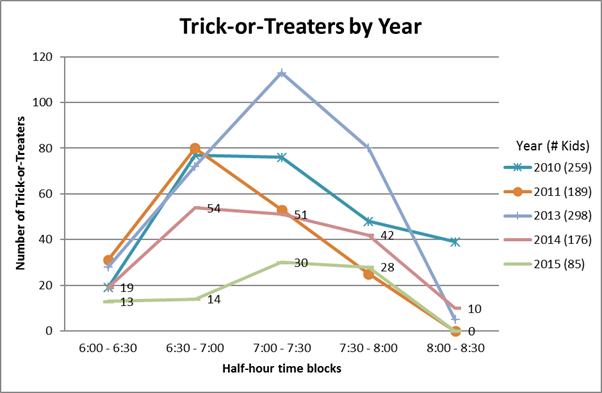 Trick-or-Treaters by Year
Number of Trick-or-Treaters
120
100
80
60
40
20
0
19
13
54
14
51
30
42
28
10
0
6:00 - 6:30
6:30 - 7:00
7:00 - 7:30
7:30 - 8:00
8:00 - 8:30
Half-hour time blocks
Year (# Kids)
2010 (259)
2011 (189)
2013 (298)
2014 (176)
2015 (85)